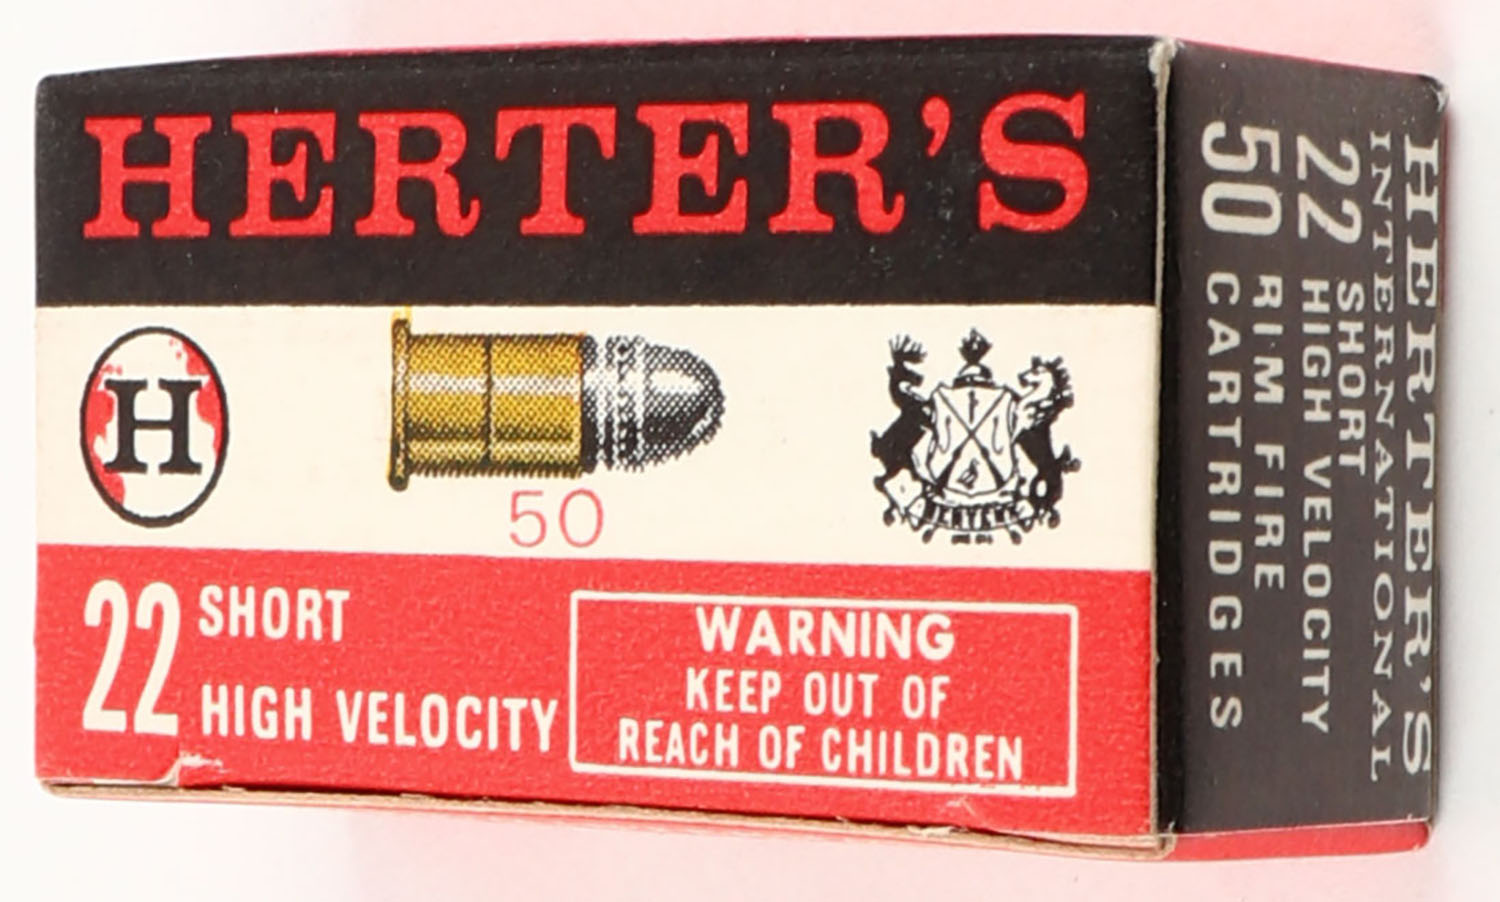 HERTER'S
H
50
22 SHORT
HIGH VELOCITY
WARNING
KEEP OUT OF
REACH OF CHILDREN
HERTER'S
INTERNATIONAL
22 SHORT
HIGH VELOCITY
RIM FIRE
50 CARTRIDGES